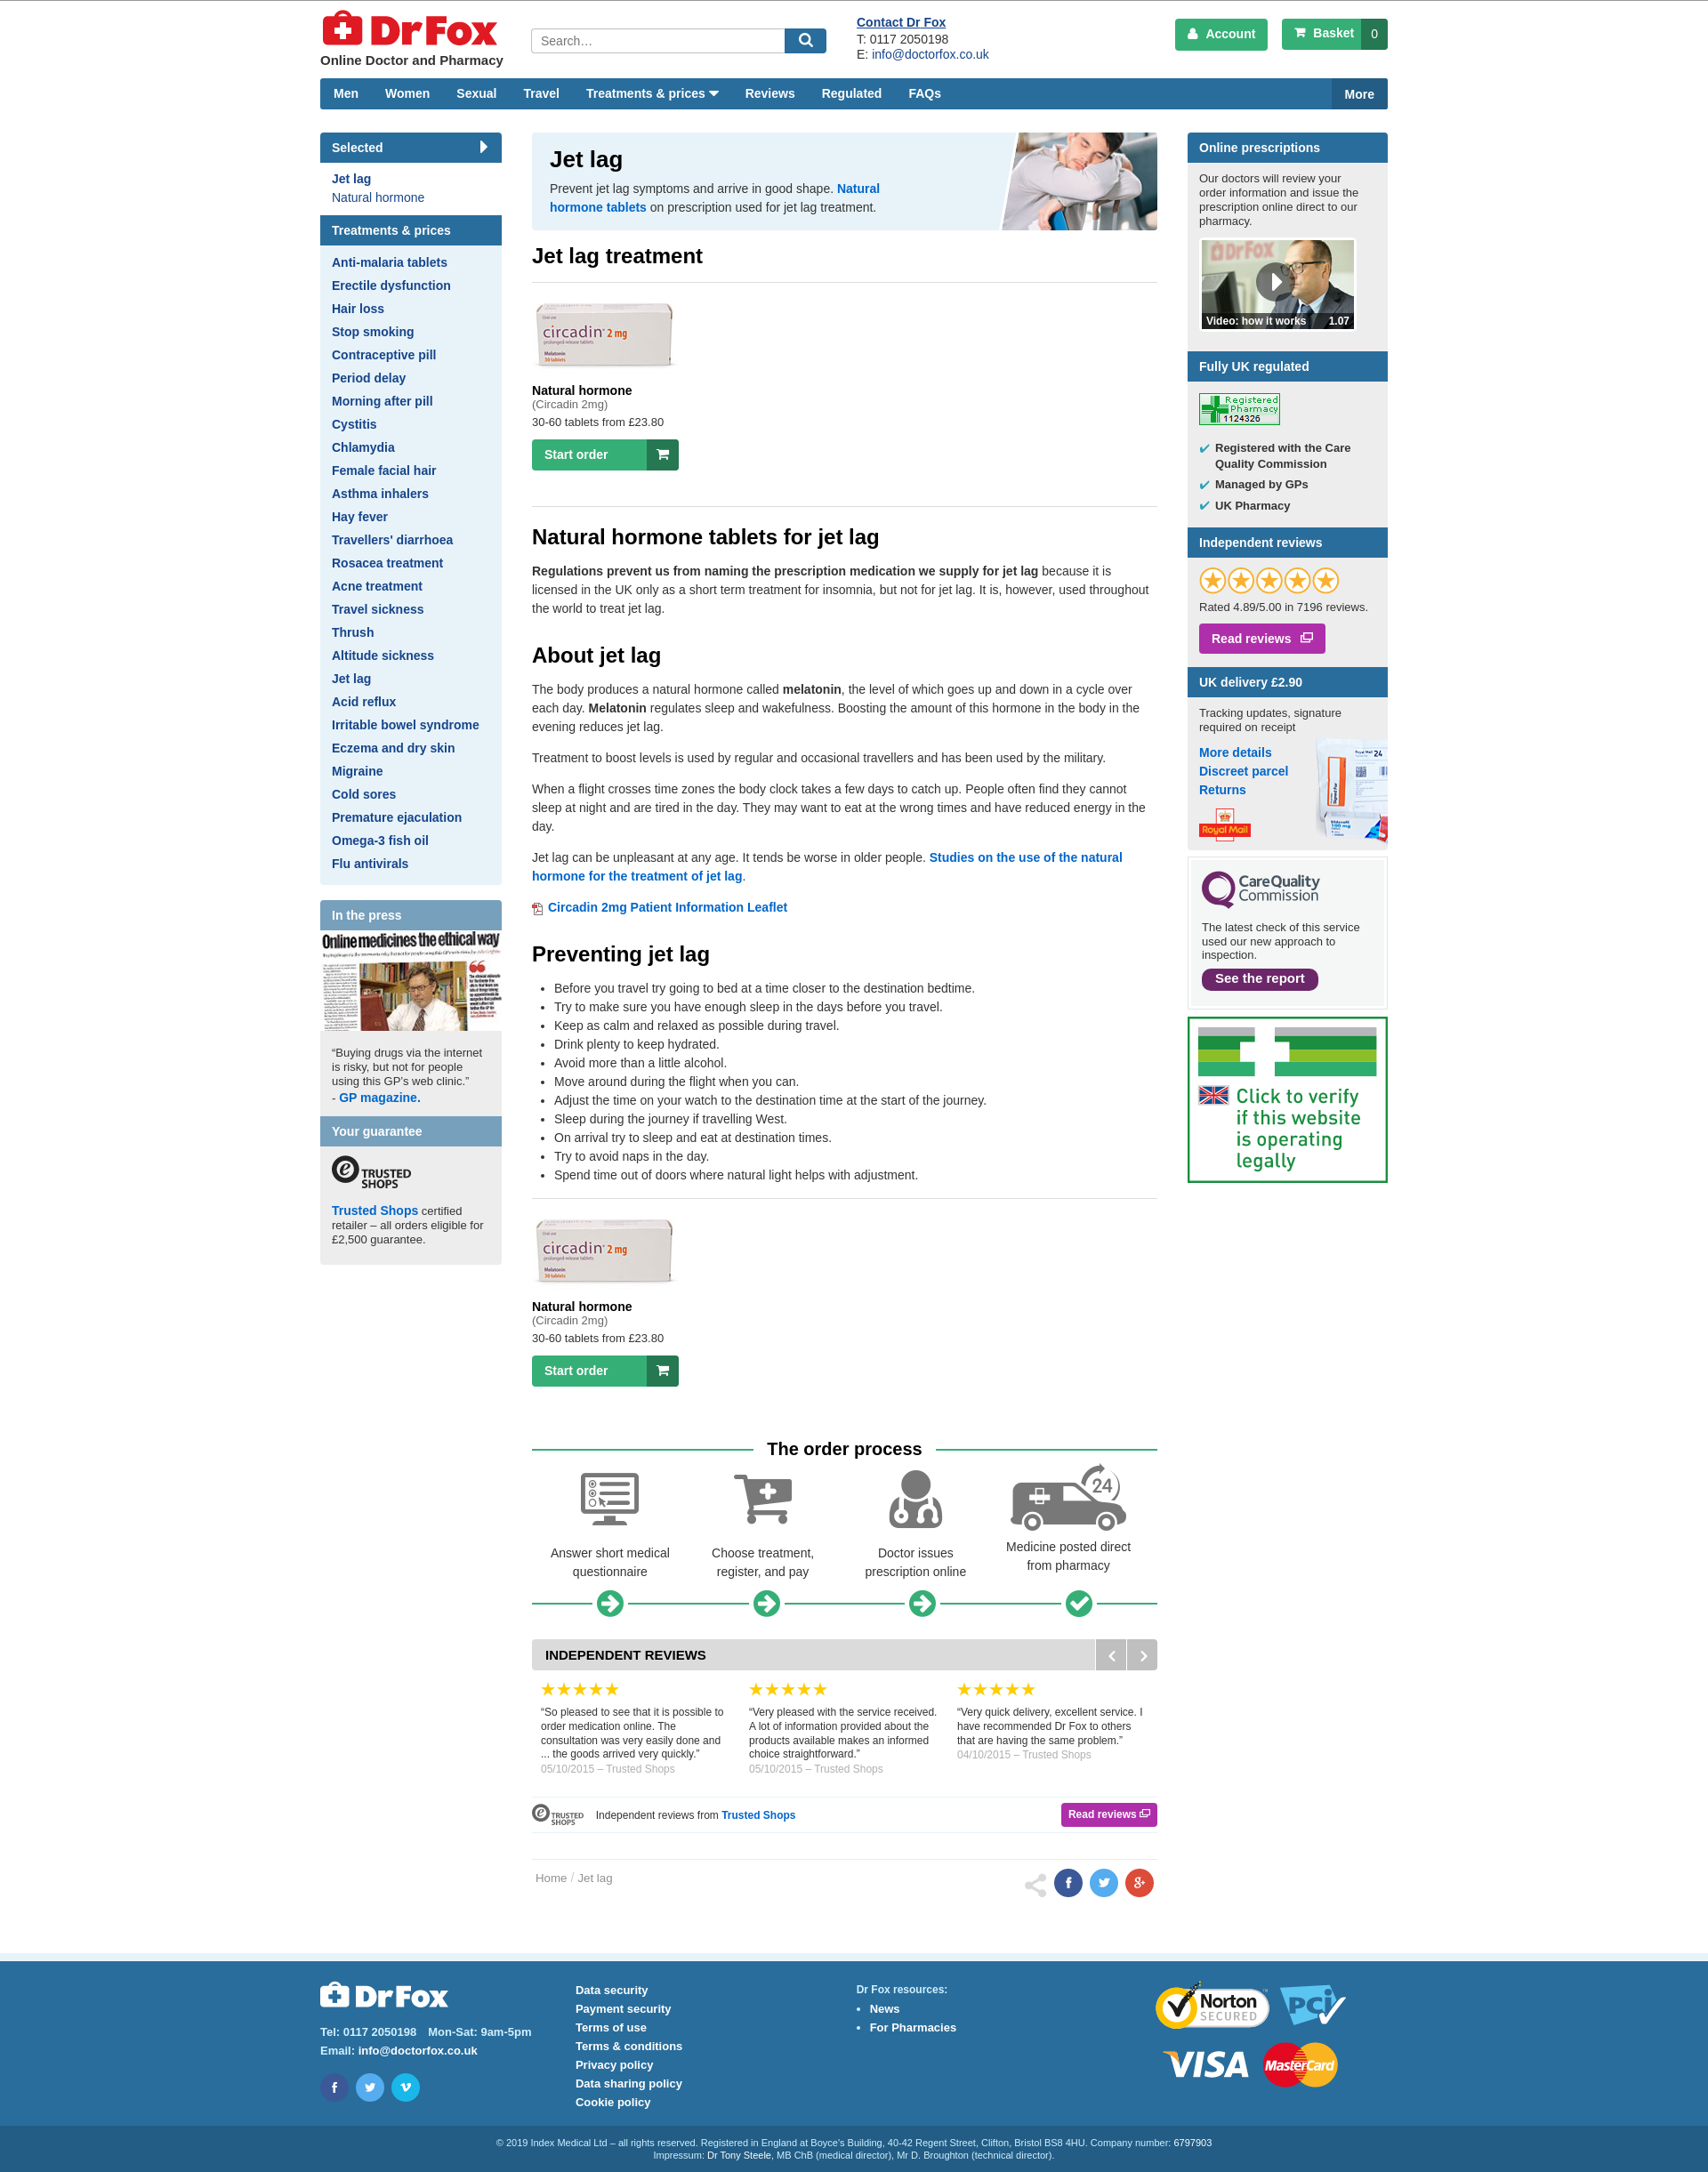 DrFox
Online Doctor and Pharmacy
Search…
Contact Dr Fox
T: 0117 2050198
E: info@doctorfox.co.uk
Account
Basket 0
Men Women Sexual Travel Treatments & prices Reviews Regulated FAQs More
Selected
Jet lag
Natural hormone
Treatments & prices
Anti-malaria tablets
Erectile dysfunction
Hair loss
Stop smoking
Contraceptive pill
Period delay
Morning after pill
Cystitis
Chlamydia
Female facial hair
Asthma inhalers
Hay fever
Travellers' diarrhoea
Rosacea treatment
Acne treatment
Travel sickness
Thrush
Altitude sickness
Jet lag
Acid reflux
Irritable bowel syndrome
Eczema and dry skin
Migraine
Cold sores
Premature ejaculation
Omega-3 fish oil
Flu antivirals
In the press
Online medicines the ethical way
“Buying drugs via the internet
is risky, but not for people
using this GP's web clinic.”
- GP magazine.
Your guarantee
TRUSTED
SHOPS
Trusted Shops certified
retailer – all orders eligible for
£2,500 guarantee.
Jet lag
Prevent jet lag symptoms and arrive in good shape. Natural
hormone tablets on prescription used for jet lag treatment.
Jet lag treatment
circadin® 2 mg
prolonged-release tablets
Melatonin
30 tablets
Natural hormone
(Circadin 2mg)
30-60 tablets from £23.80
Start order
Natural hormone tablets for jet lag
Regulations prevent us from naming the prescription medication we supply for jet lag because it is
licensed in the UK only as a short term treatment for insomnia, but not for jet lag. It is, however, used throughout
the world to treat jet lag.
About jet lag
The body produces a natural hormone called melatonin, the level of which goes up and down in a cycle over
each day. Melatonin regulates sleep and wakefulness. Boosting the amount of this hormone in the body in the
evening reduces jet lag.
Treatment to boost levels is used by regular and occasional travellers and has been used by the military.
When a flight crosses time zones the body clock takes a few days to catch up. People often find they cannot
sleep at night and are tired in the day. They may want to eat at the wrong times and have reduced energy in the
day.
Jet lag can be unpleasant at any age. It tends be worse in older people. Studies on the use of the natural
hormone for the treatment of jet lag.
Circadin 2mg Patient Information Leaflet
Preventing jet lag
• Before you travel try going to bed at a time closer to the destination bedtime.
• Try to make sure you have enough sleep in the days before you travel.
• Keep as calm and relaxed as possible during travel.
• Drink plenty to keep hydrated.
• Avoid more than a little alcohol.
• Move around during the flight when you can.
• Adjust the time on your watch to the destination time at the start of the journey.
• Sleep during the journey if travelling West.
• On arrival try to sleep and eat at destination times.
• Try to avoid naps in the day.
• Spend time out of doors where natural light helps with adjustment.
circadin® 2 mg
prolonged-release tablets
Melatonin
30 tablets
Natural hormone
(Circadin 2mg)
30-60 tablets from £23.80
Start order
The order process
24
Answer short medical
questionnaire
Choose treatment,
register, and pay
Doctor issues
prescription online
Medicine posted direct
from pharmacy
INDEPENDENT REVIEWS
“So pleased to see that it is possible to
order medication online. The
consultation was very easily done and
... the goods arrived very quickly.”
05/10/2015 – Trusted Shops
“Very pleased with the service received.
A lot of information provided about the
products available makes an informed
choice straightforward.”
05/10/2015 – Trusted Shops
“Very quick delivery, excellent service. I
have recommended Dr Fox to others
that are having the same problem.”
04/10/2015 – Trusted Shops
TRUSTED
SHOPS
Independent reviews from Trusted Shops
Read reviews
Home / Jet lag
Online prescriptions
Our doctors will review your
order information and issue the
prescription online direct to our
pharmacy.
DrFox
Video: how it works 1.07
Fully UK regulated
Registered
Pharmacy
1124326
Registered with the Care
Quality Commission
Managed by GPs
UK Pharmacy
Independent reviews
Rated 4.89/5.00 in 7196 reviews.
Read reviews
UK delivery £2.90
Tracking updates, signature
required on receipt
More details
Discreet parcel
Returns
Royal Mail
CareQuality
Commission
The latest check of this service
used our new approach to
inspection.
See the report
Click to verify
if this website
is operating
legally
DrFox
Tel: 0117 2050198 Mon-Sat: 9am-5pm
Email: info@doctorfox.co.uk
Data security
Payment security
Terms of use
Terms & conditions
Privacy policy
Data sharing policy
Cookie policy
Dr Fox resources:
• News
• For Pharmacies
Norton
SECURED
PCI
VISA
MasterCard
© 2019 Index Medical Ltd – all rights reserved. Registered in England at Boyce's Building, 40-42 Regent Street, Clifton, Bristol BS8 4HU. Company number: 6797903
Impressum: Dr Tony Steele, MB ChB (medical director), Mr D. Broughton (technical director).